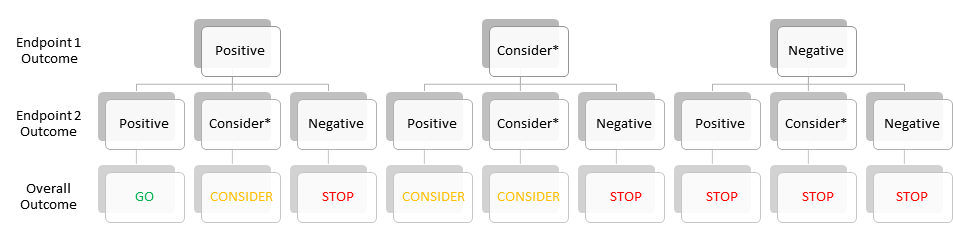 Endpoint 1
Outcome
Positive
Consider*
Negative
Endpoint 2
Outcome
Positive
Consider*
Negative
Positive
Consider*
Negative
Positive
Consider*
Negative
Overall
Outcome
GO
CONSIDER
STOP
CONSIDER
CONSIDER
STOP
STOP
STOP
STOP